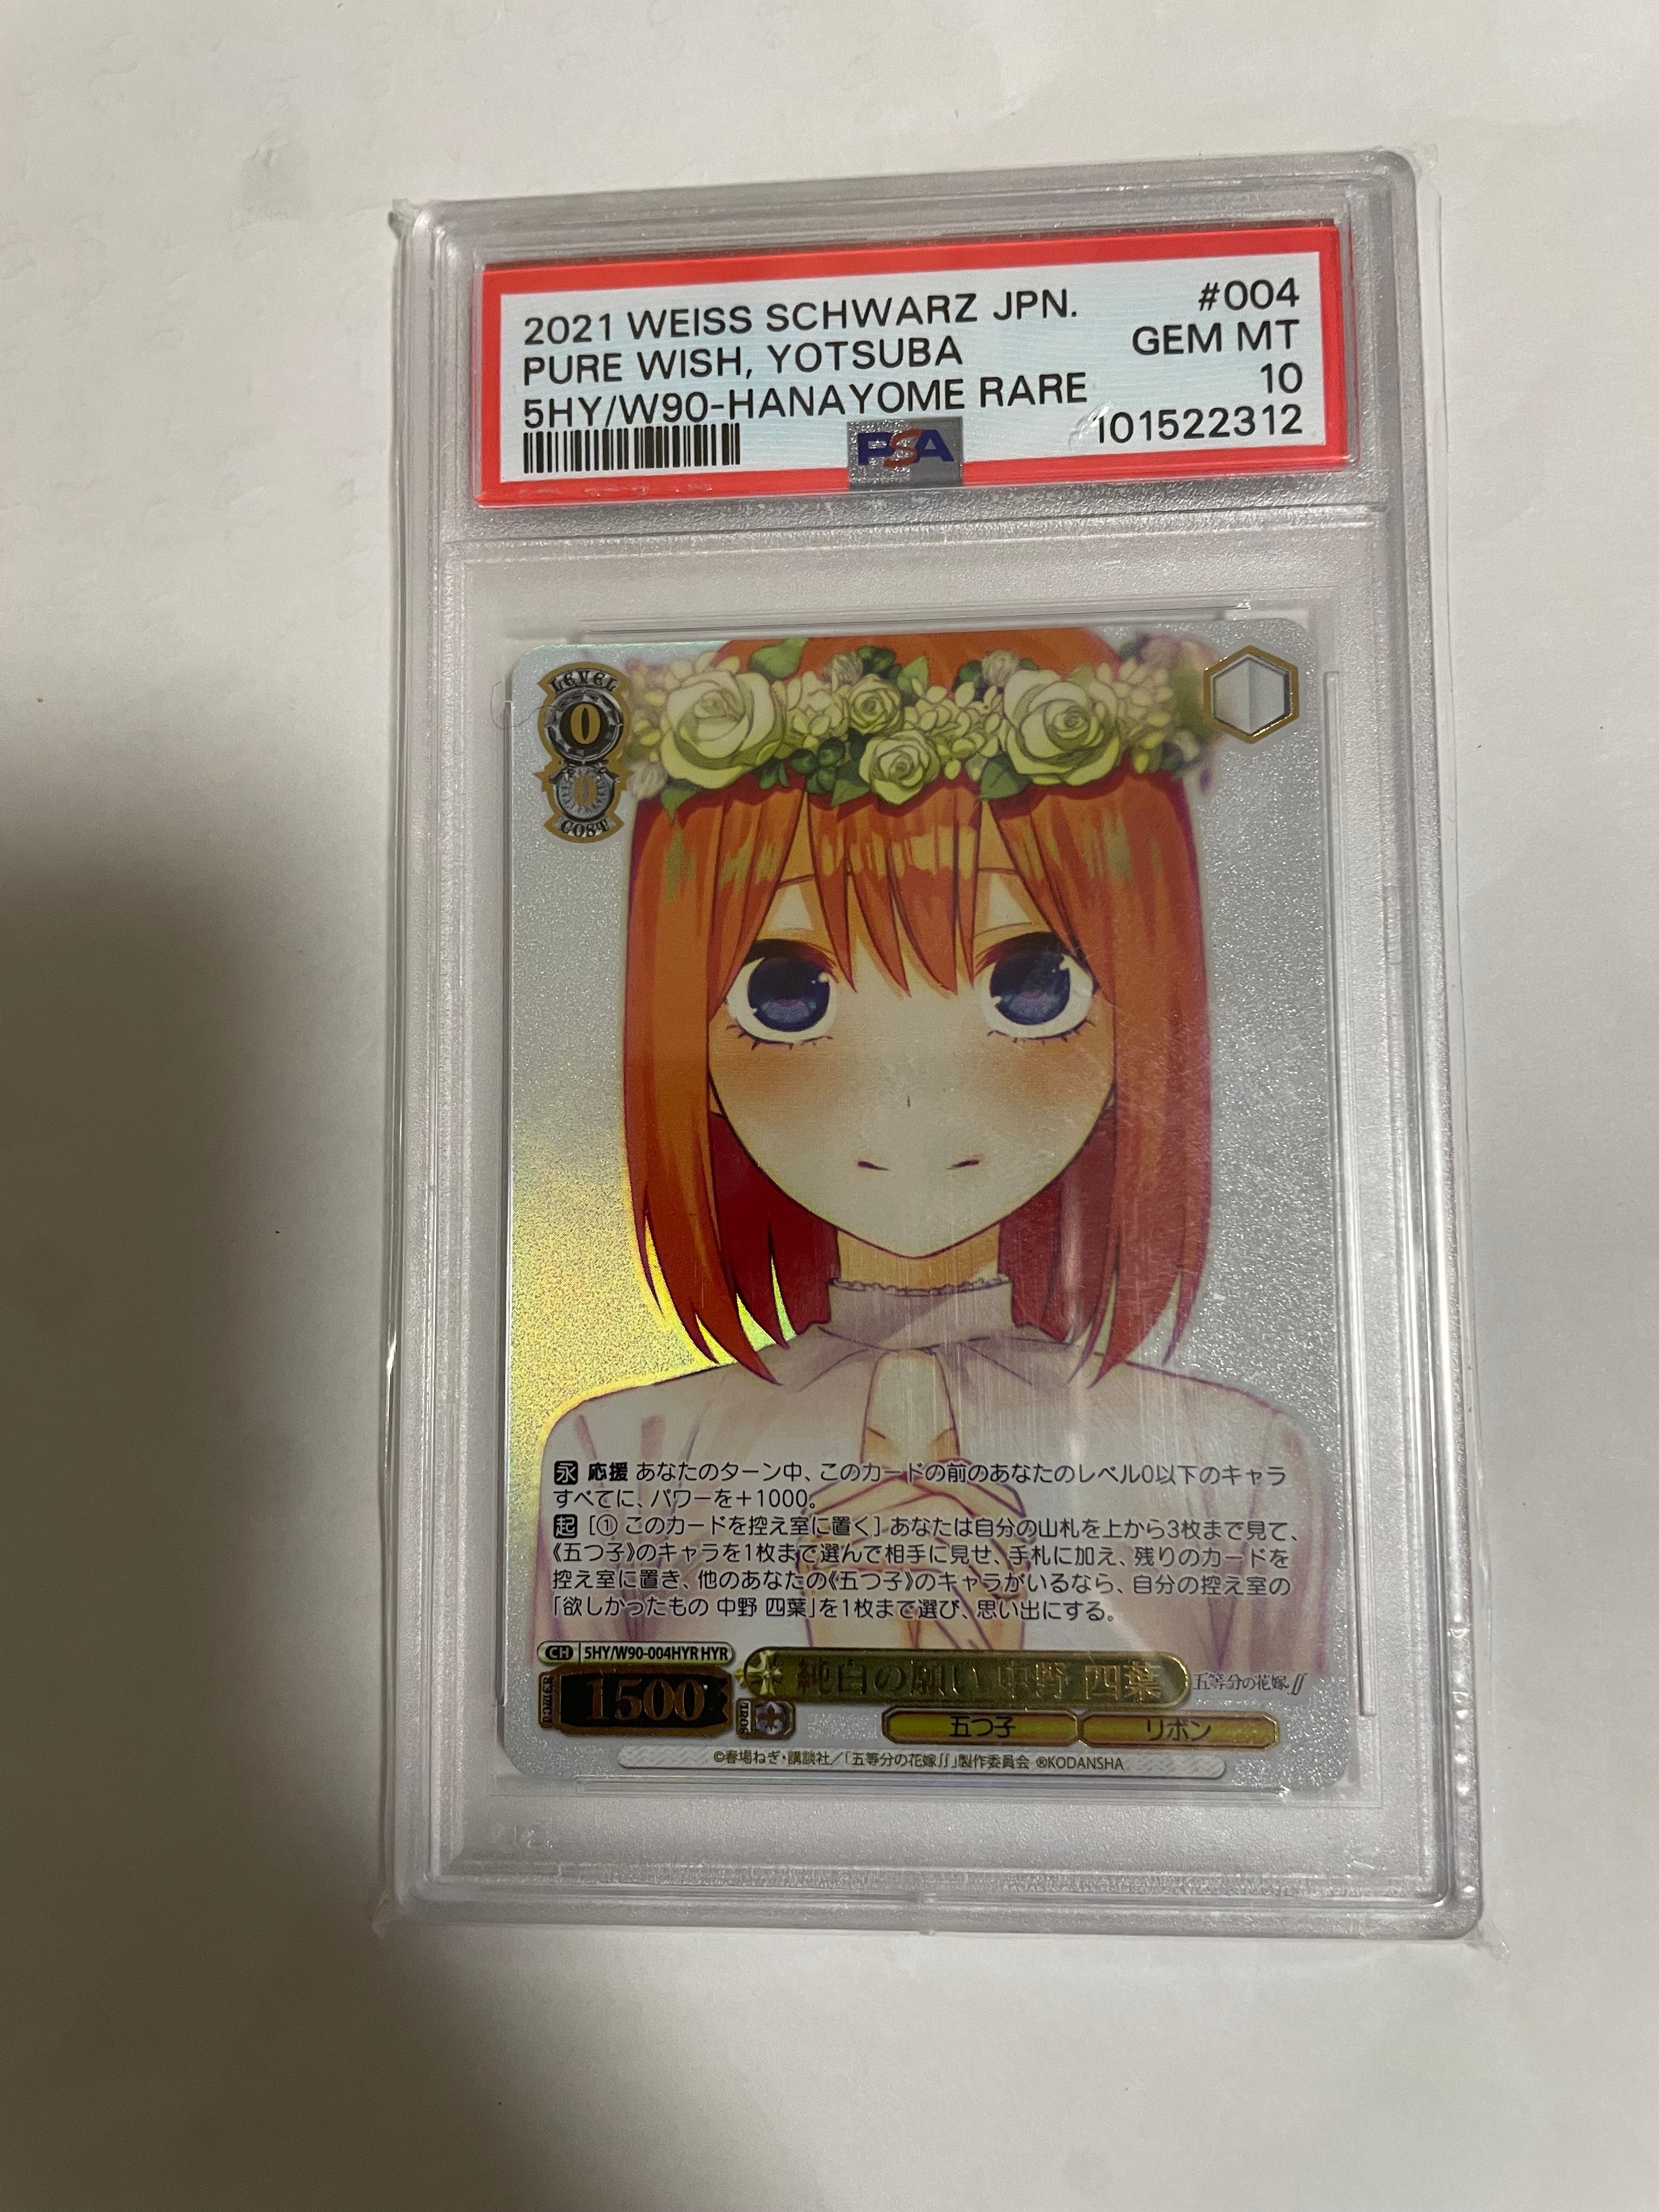 2021 WEISS SCHWARZ JPN. #004
PURE WISH, YOTSUBA GEM MT
5HY/W90-HANAYOME RARE 10
101522312
PSA
LEVEL
0
0
COST
永 応援 あなたのターン中、このカードの前のあなたのレベル0以下のキャラ
すべてに、パワーを+1000。
起 [① このカードを控え室に置く] あなたは自分の山札を上から3枚まで見て、
《五つ子》のキャラを1枚まで選んで相手に見せ、手札に加え、残りのカードを
控え室に置き、他のあなたの《五つ子》のキャラがいるなら、自分の控え室の
「欲しかったもの 中野 四葉」を1枚まで選び、思い出にする。
CH 5HY/W90-004HYR HYR
1500
純白の願い 中野 四葉
五等分の花嫁∬
五つ子 リボン
©春場ねぎ・講談社/「五等分の花嫁∬」製作委員会 ®KODANSHA